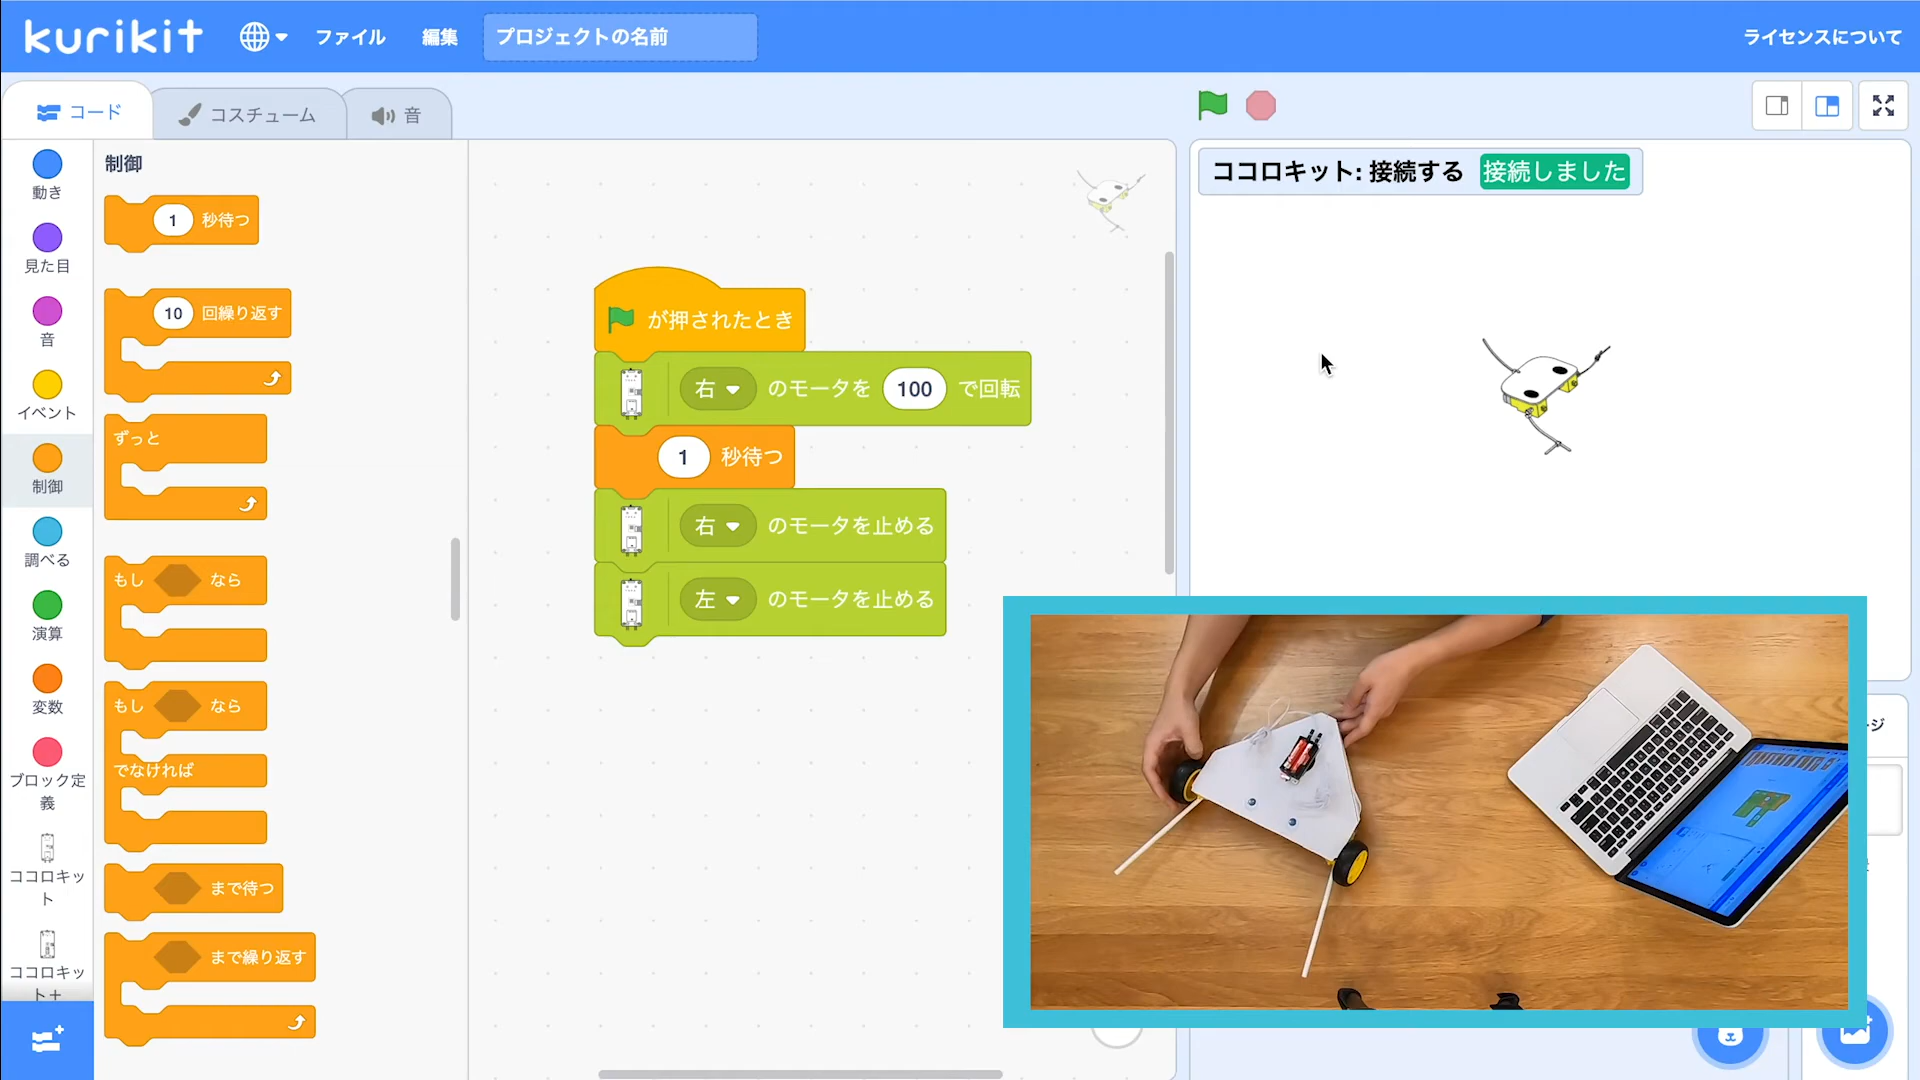 kurikit
ファイル
編集
プロジェクトの名前
ライセンスについて
コード
コスチューム
音
動き
見た目
音
イベント
制御
調べる
演算
変数
ブロック定
義
ココロキッ
ト
ココロキッ
ト+
制御
1 秒待つ
10 回繰り返す
ずっと
もし なら
もし なら
でなければ
まで待つ
まで繰り返す
が押されたとき
右 のモータを 100 で回転
1 秒待つ
右 のモータを止める
左 のモータを止める
ココロキット: 接続する 接続しました
ジ